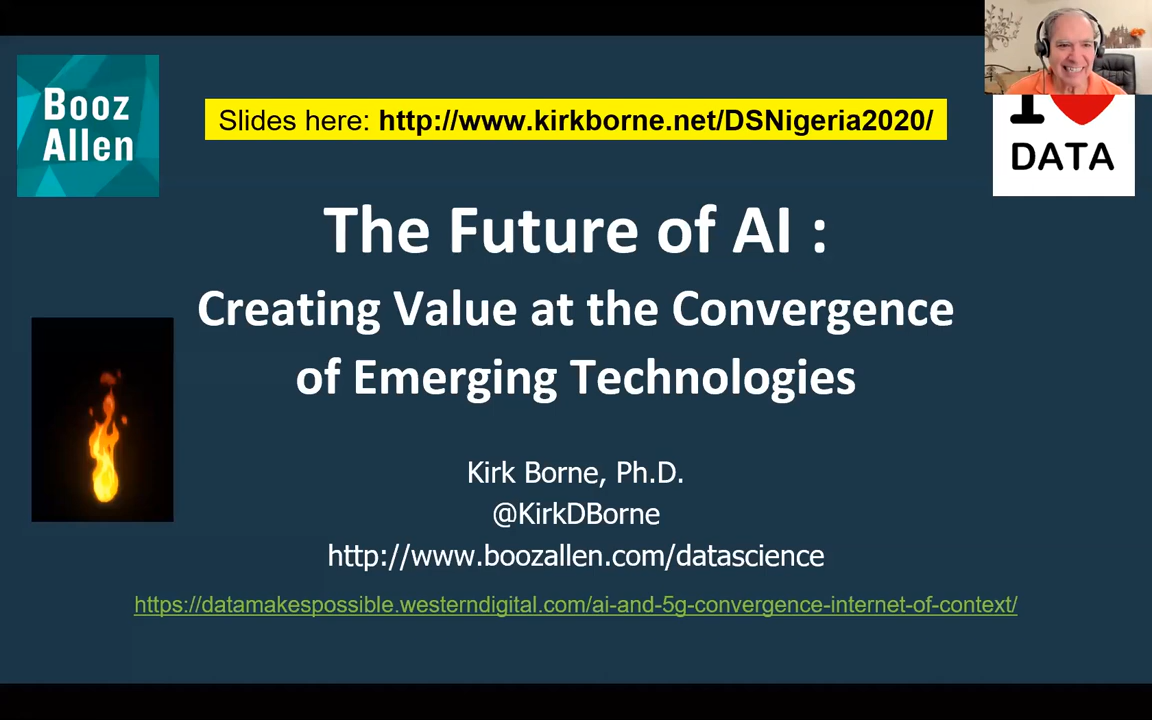 Booz
Allen
Slides here: http://www.kirkborne.net/DSNigeria2020/
I
DATA
The Future of AI :
Creating Value at the Convergence
of Emerging Technologies
Kirk Borne, Ph.D.
@KirkDBorne
http://www.boozallen.com/datascience
https://datamakespossible.westerndigital.com/ai-and-5g-convergence-internet-of-context/